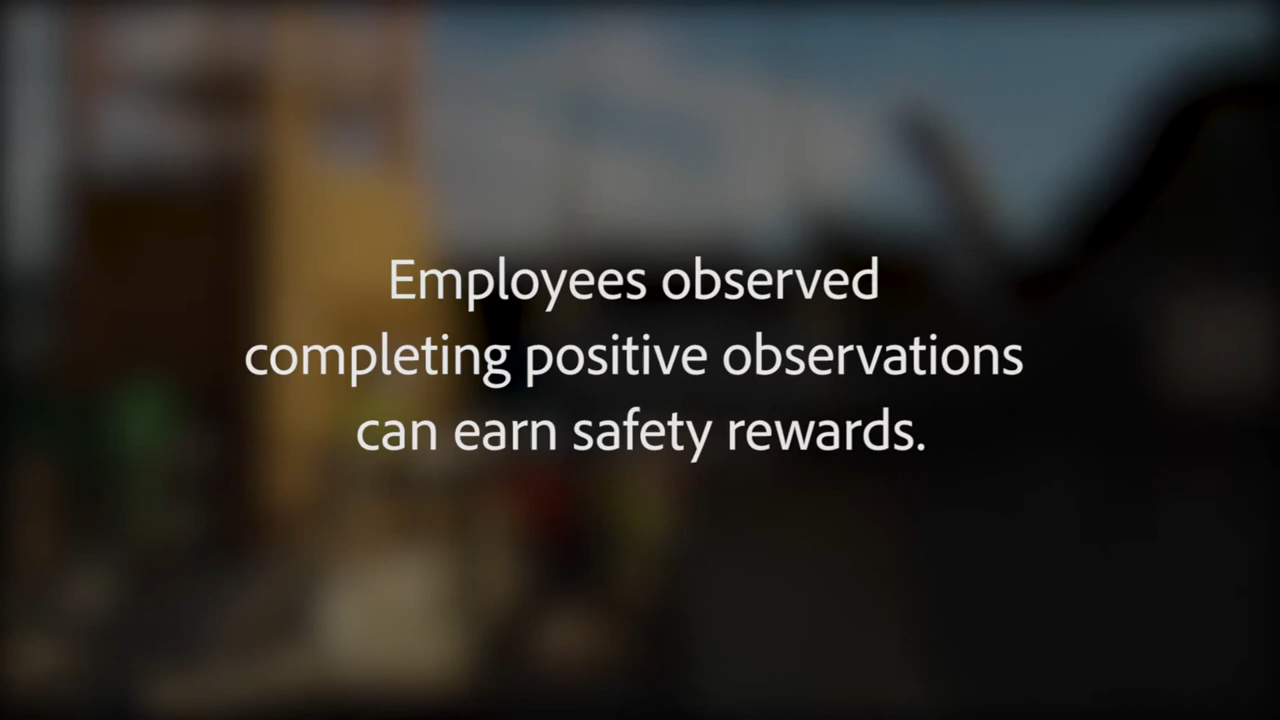 Employees observed
completing positive observations
can earn safety rewards.